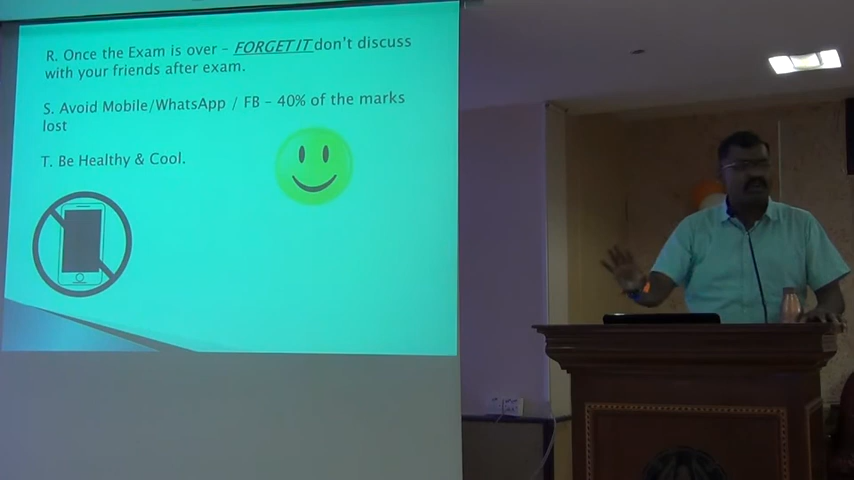 R. Once the Exam is over – FORGET IT don't discuss
with your friends after exam.
S. Avoid Mobile/WhatsApp / FB – 40% of the marks
lost
T. Be Healthy & Cool.